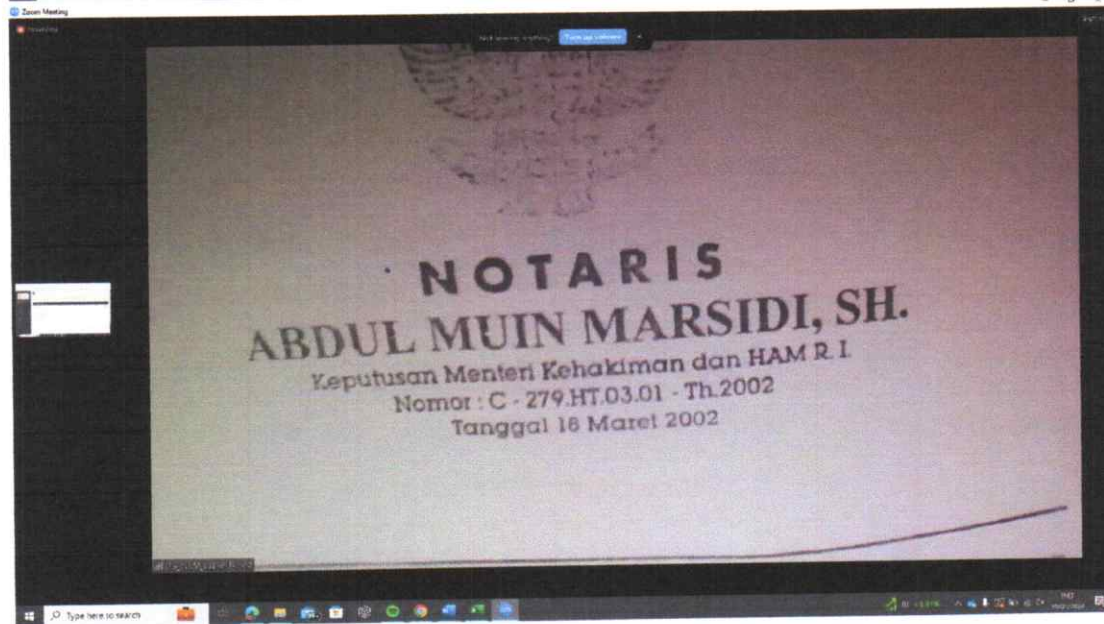 Zoom Meeting
NOTARIS
ABDUL MUIN MARSIDI, SH.
Keputusan Menteri Kehakiman dan HAM R. I.
Nomor : C - 279.HT.03.01 - Th.2002
Tanggal 18 Maret 2002
Type here to search